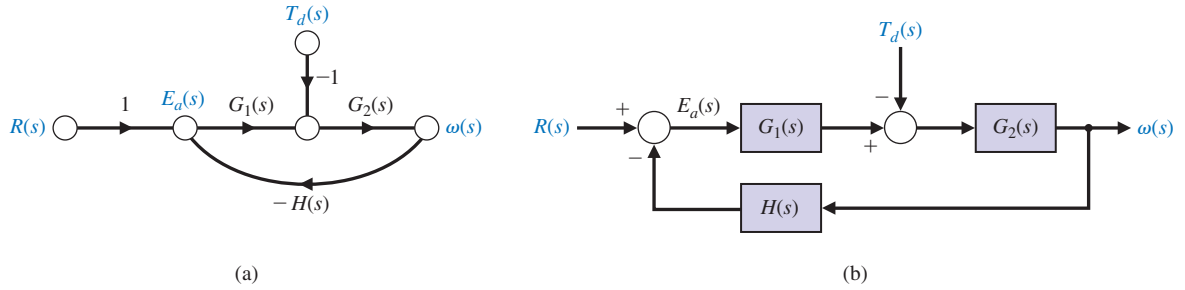 T_d(s)
−1
1
E_a(s)
G_1(s)
G_2(s)
R(s)
ω(s)
− H(s)
(a)
T_d(s)
−
+
E_a(s)
R(s)
G_1(s)
+
G_2(s)
ω(s)
−
H(s)
(b)